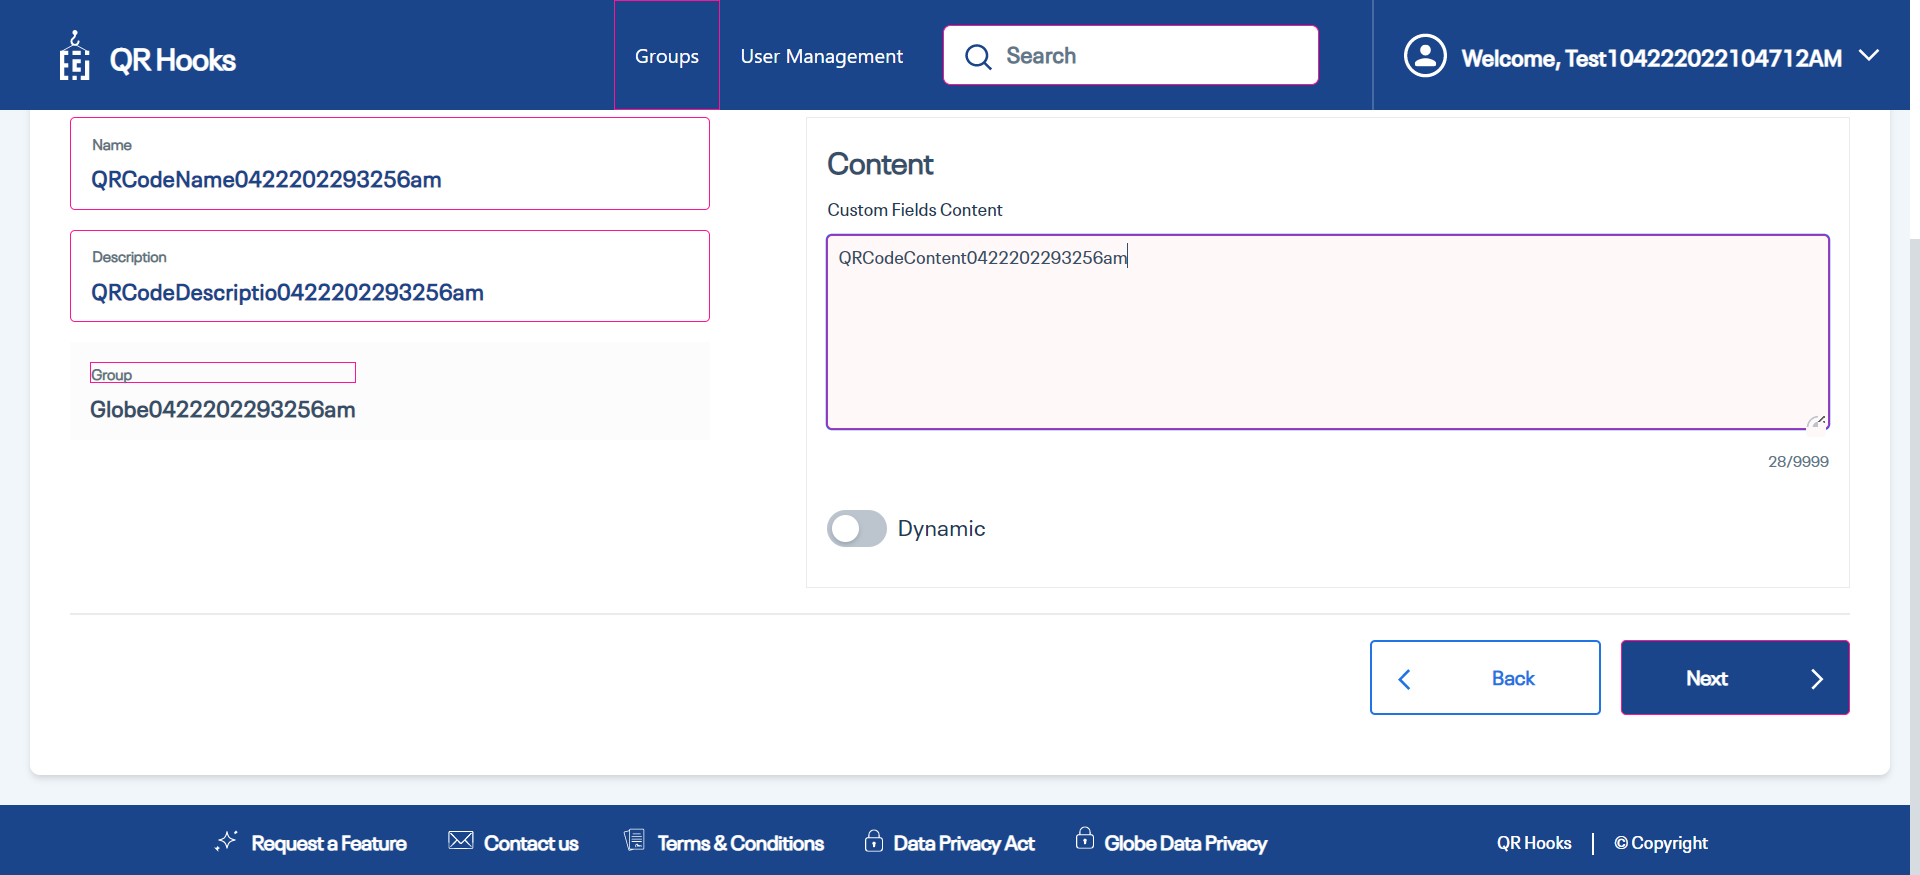 QR Hooks
Groups
User Management
Search
Welcome, Test104222022104712AM
Name
QRCodeName0422202293256am
Description
QRCodeDescriptio0422202293256am
Group
Globe0422202293256am
Content
Custom Fields Content
QRCodeContent0422202293256am
28/9999
Dynamic
Back
Next
Request a Feature
Contact us
Terms & Conditions
Data Privacy Act
Globe Data Privacy
QR Hooks
© Copyright